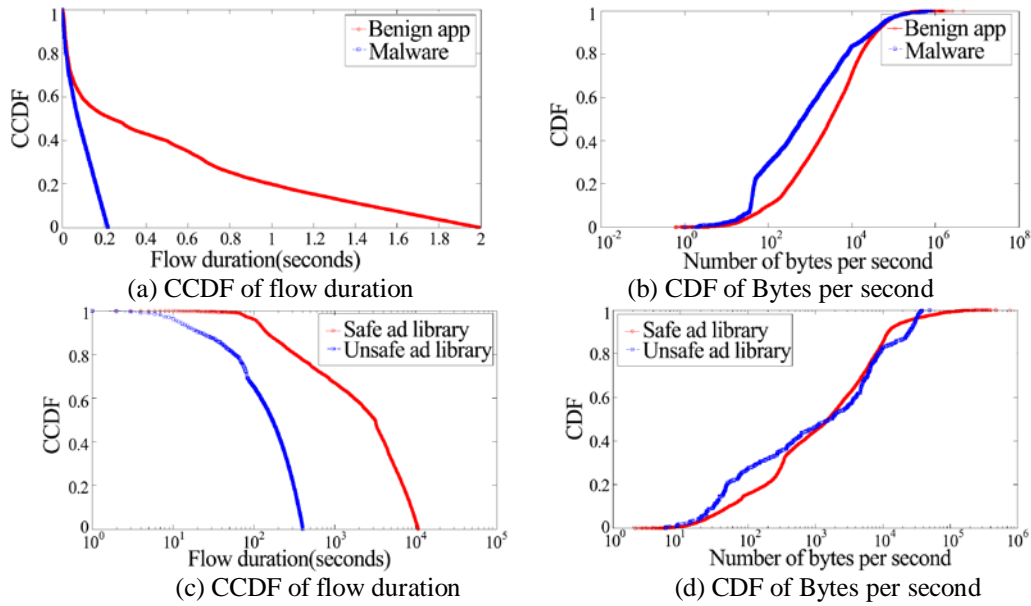 CCDF
1
0.8
0.6
0.4
0.2
0
Benign app
Malware
0 0.2 0.4 0.6 0.8 1 1.2 1.4 1.6 1.8 2
Flow duration(seconds)
(a) CCDF of flow duration
CDF
1
0.8
0.6
0.4
0.2
0
Benign app
Malware
10^-2 10^0 10^2 10^4 10^6 10^8
Number of bytes per second
(b) CDF of Bytes per second
CCDF
1
0.8
0.6
0.4
0.2
0
Safe ad library
Unsafe ad library
10^0 10^1 10^2 10^3 10^4 10^5
Flow duration(seconds)
(c) CCDF of flow duration
CDF
1
0.8
0.6
0.4
0.2
0
Safe ad library
Unsafe ad library
10^0 10^1 10^2 10^3 10^4 10^5 10^6
Number of bytes per second
(d) CDF of Bytes per second